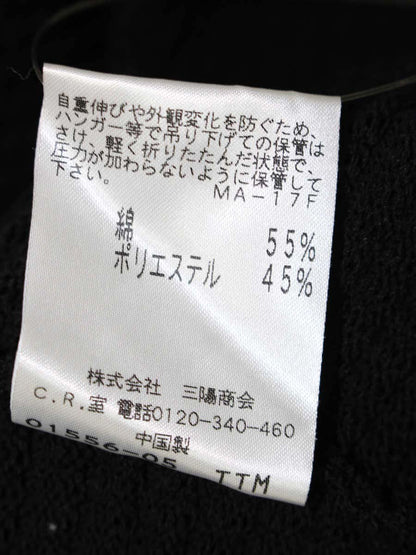 自重伸びや外観変化を防ぐため、
ハンガー等で吊り下げての保管は
さけ、軽く折りたたんだ状態で、
圧力が加わらないように保管して
下さい。
MA-17F
綿 55%
ポリエステル 45%
株式会社 三陽商会
C.R.室 電話0120-340-460
中国製
01556-05 TTM